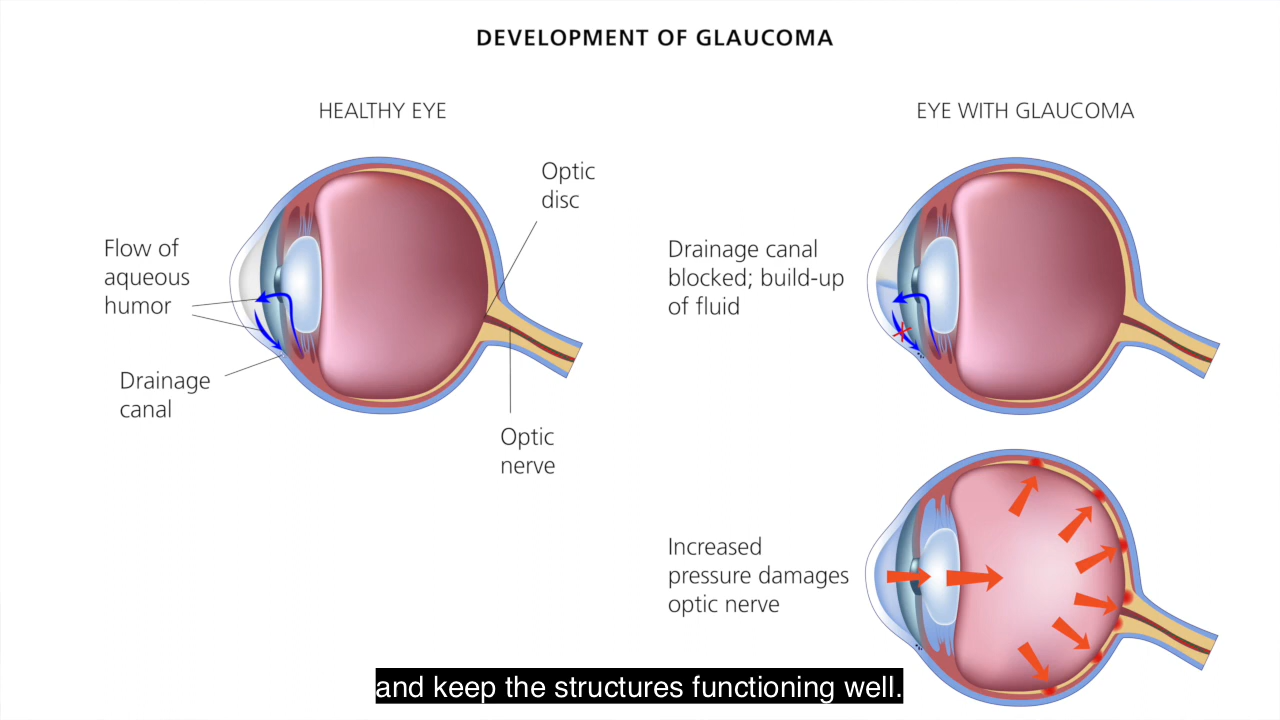 DEVELOPMENT OF GLAUCOMA
HEALTHY EYE
Optic
disc
Flow of
aqueous
humor
Drainage
canal
Optic
nerve
EYE WITH GLAUCOMA
Drainage canal
blocked; build-up
of fluid
Increased
pressure damages
optic nerve
and keep the structures functioning well.